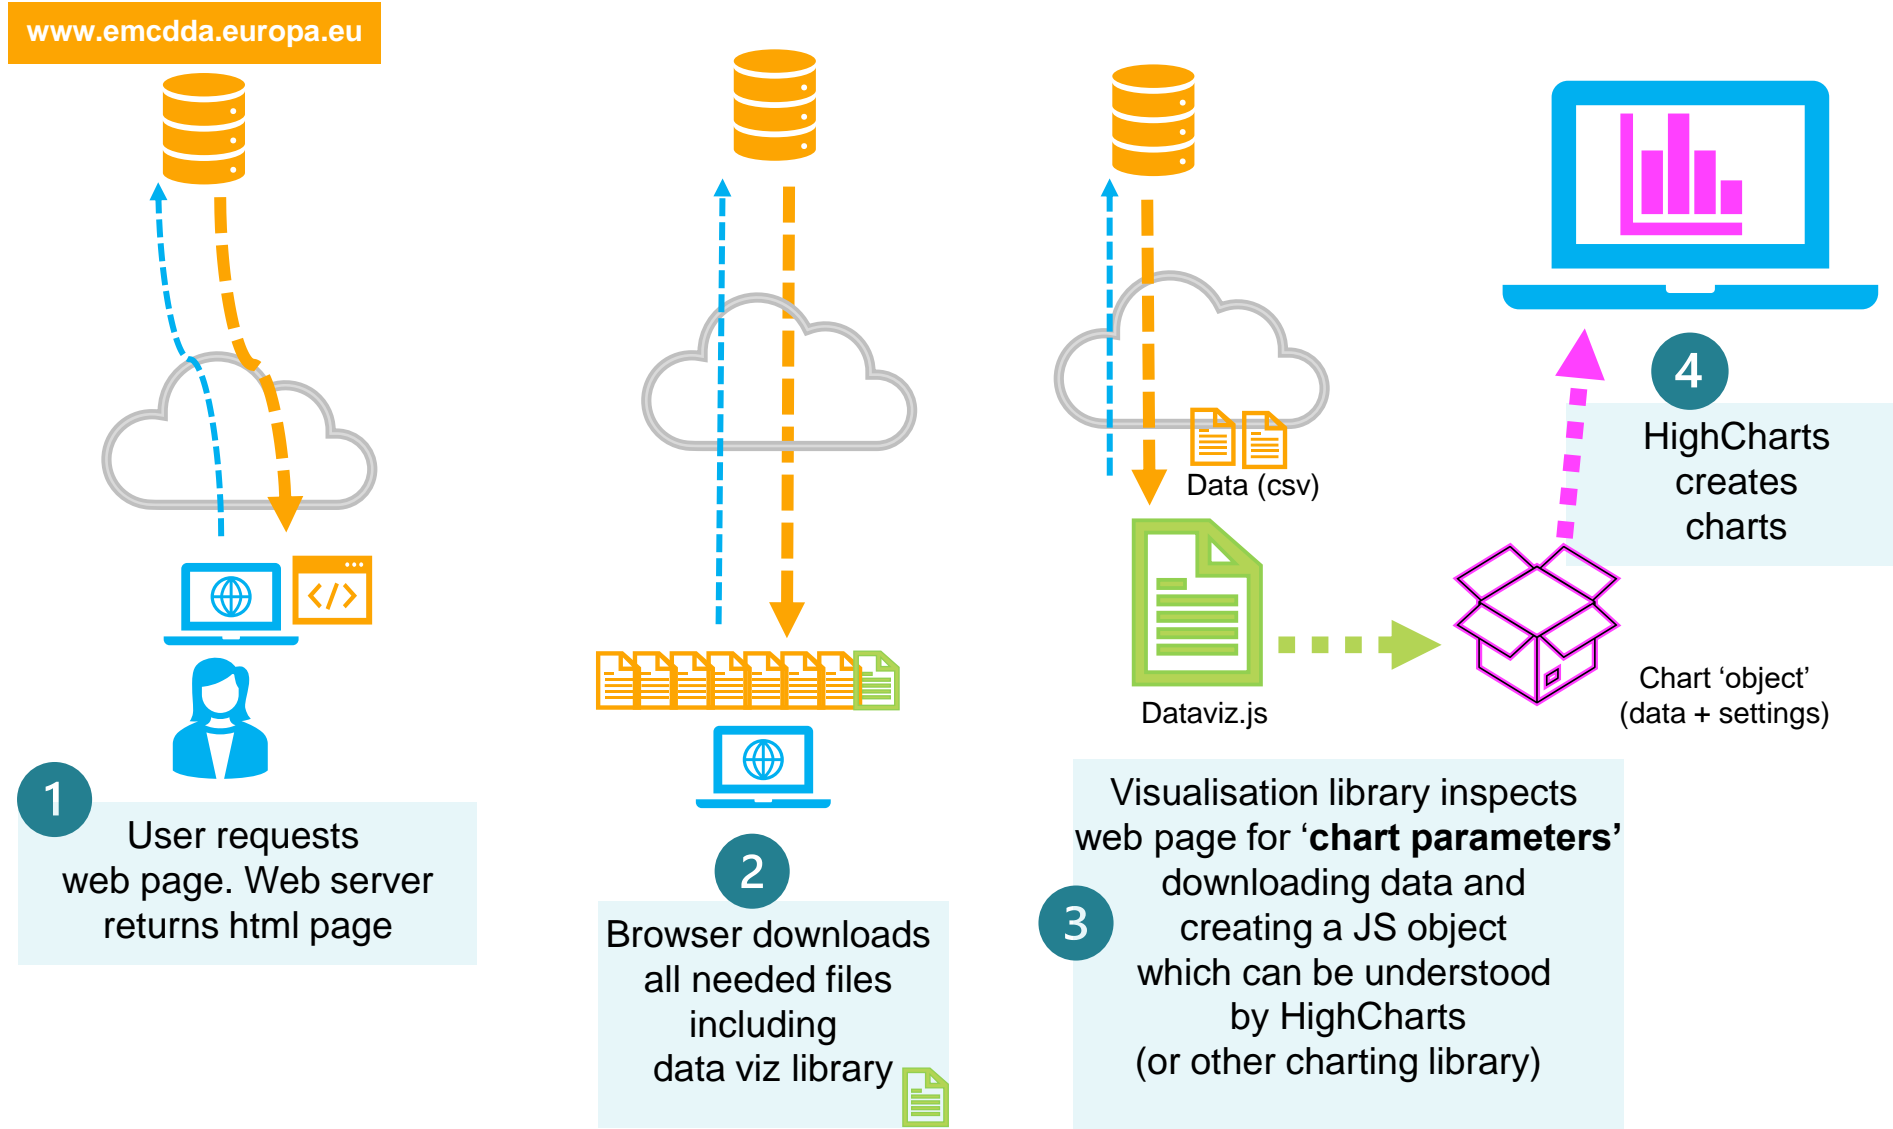 www.emcdda.europa.eu
</>
1
User requests
web page. Web server
returns html page
2
Browser downloads
all needed files
including
data viz library
Data (csv)
Dataviz.js
Chart ‘object’
(data + settings)
3
Visualisation library inspects
web page for ‘chart parameters’
downloading data and
creating a JS object
which can be understood
by HighCharts
(or other charting library)
4
HighCharts
creates
charts